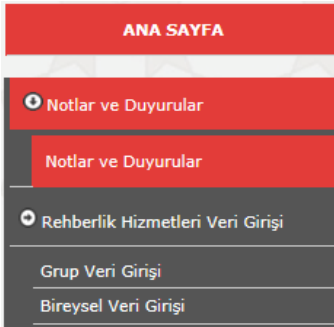 ANA SAYFA
Notlar ve Duyurular
Notlar ve Duyurular
Rehberlik Hizmetleri Veri Girişi
Grup Veri Girişi
Bireysel Veri Girişi